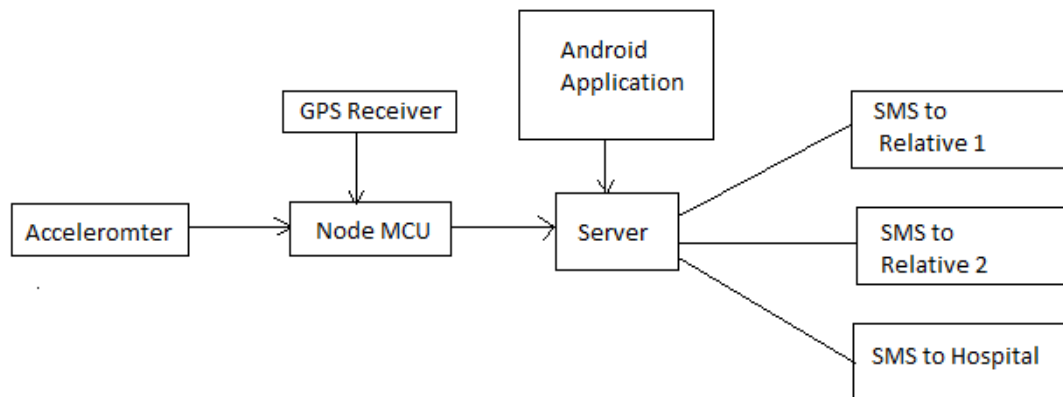 Android
Application
GPS Receiver
SMS to
Relative 1
Acceleromter
Node MCU
Server
SMS to
Relative 2
SMS to Hospital